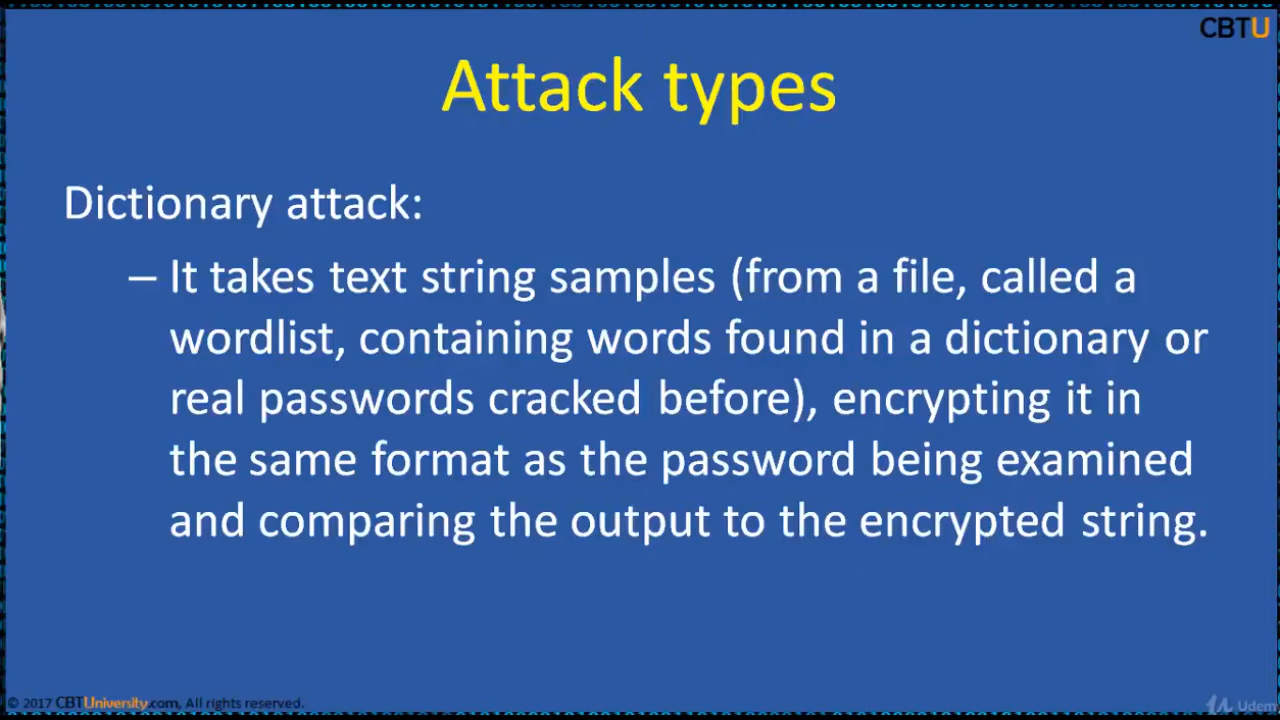 CBTU
Attack types
Dictionary attack:
– It takes text string samples (from a file, called a
wordlist, containing words found in a dictionary or
real passwords cracked before), encrypting it in
the same format as the password being examined
and comparing the output to the encrypted string.
© 2017 CBTUniversity.com, All rights reserved.
Udem